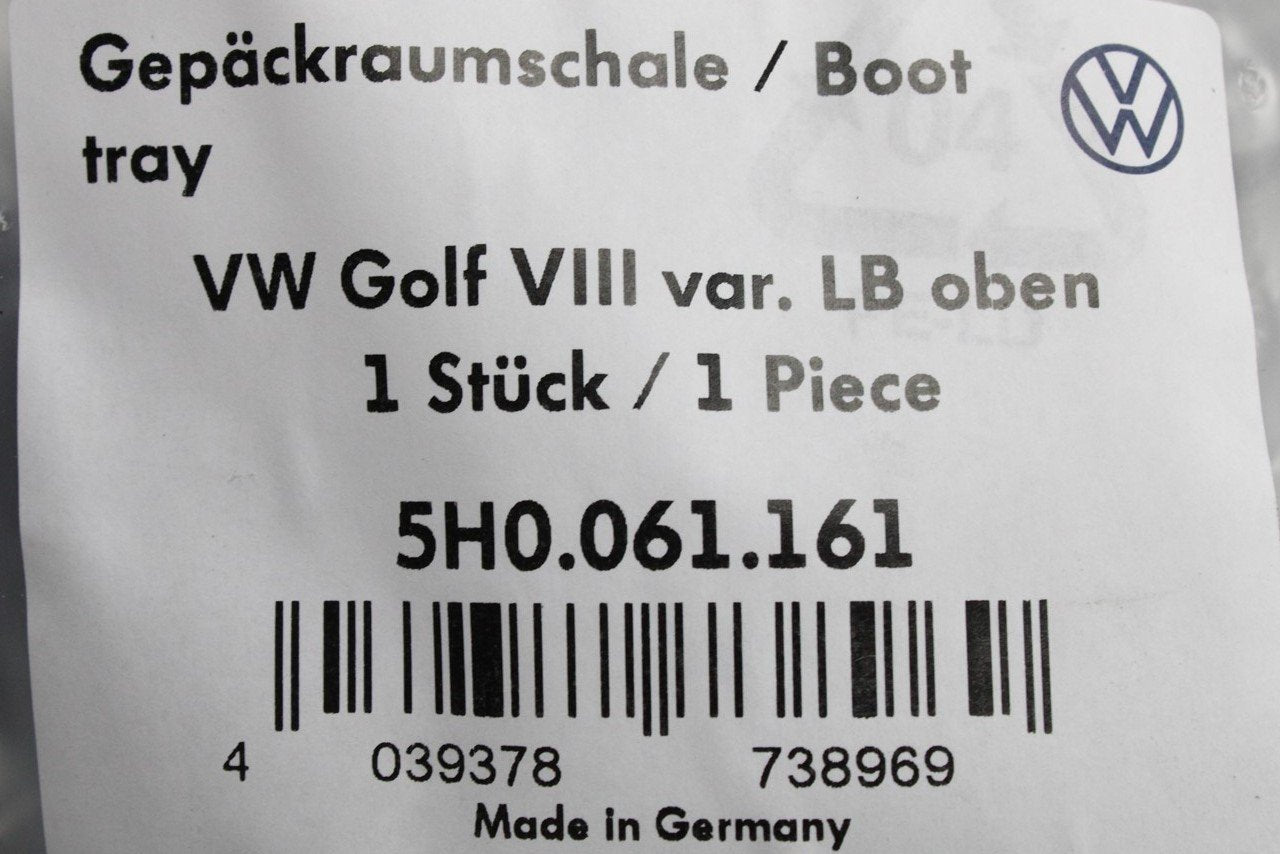 Gepäckraumschale / Boot
tray
VW Golf VIII var. LB oben
1 Stück / 1 Piece
5H0.061.161
4 039378 738969
Made in Germany